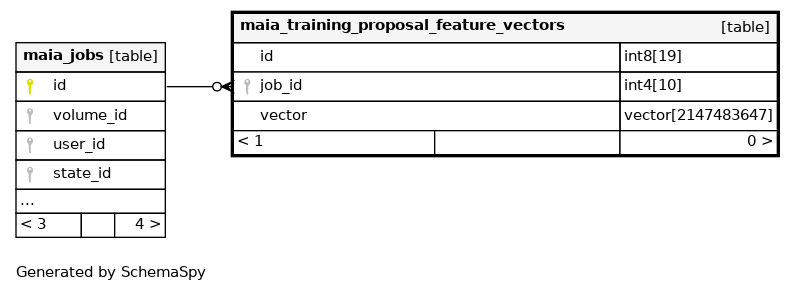 maia_jobs [table]
id
volume_id
user_id
state_id
...
< 3 4 >
maia_training_proposal_feature_vectors [table]
id int8[19]
job_id int4[10]
vector vector[2147483647]
< 1 0 >
Generated by SchemaSpy